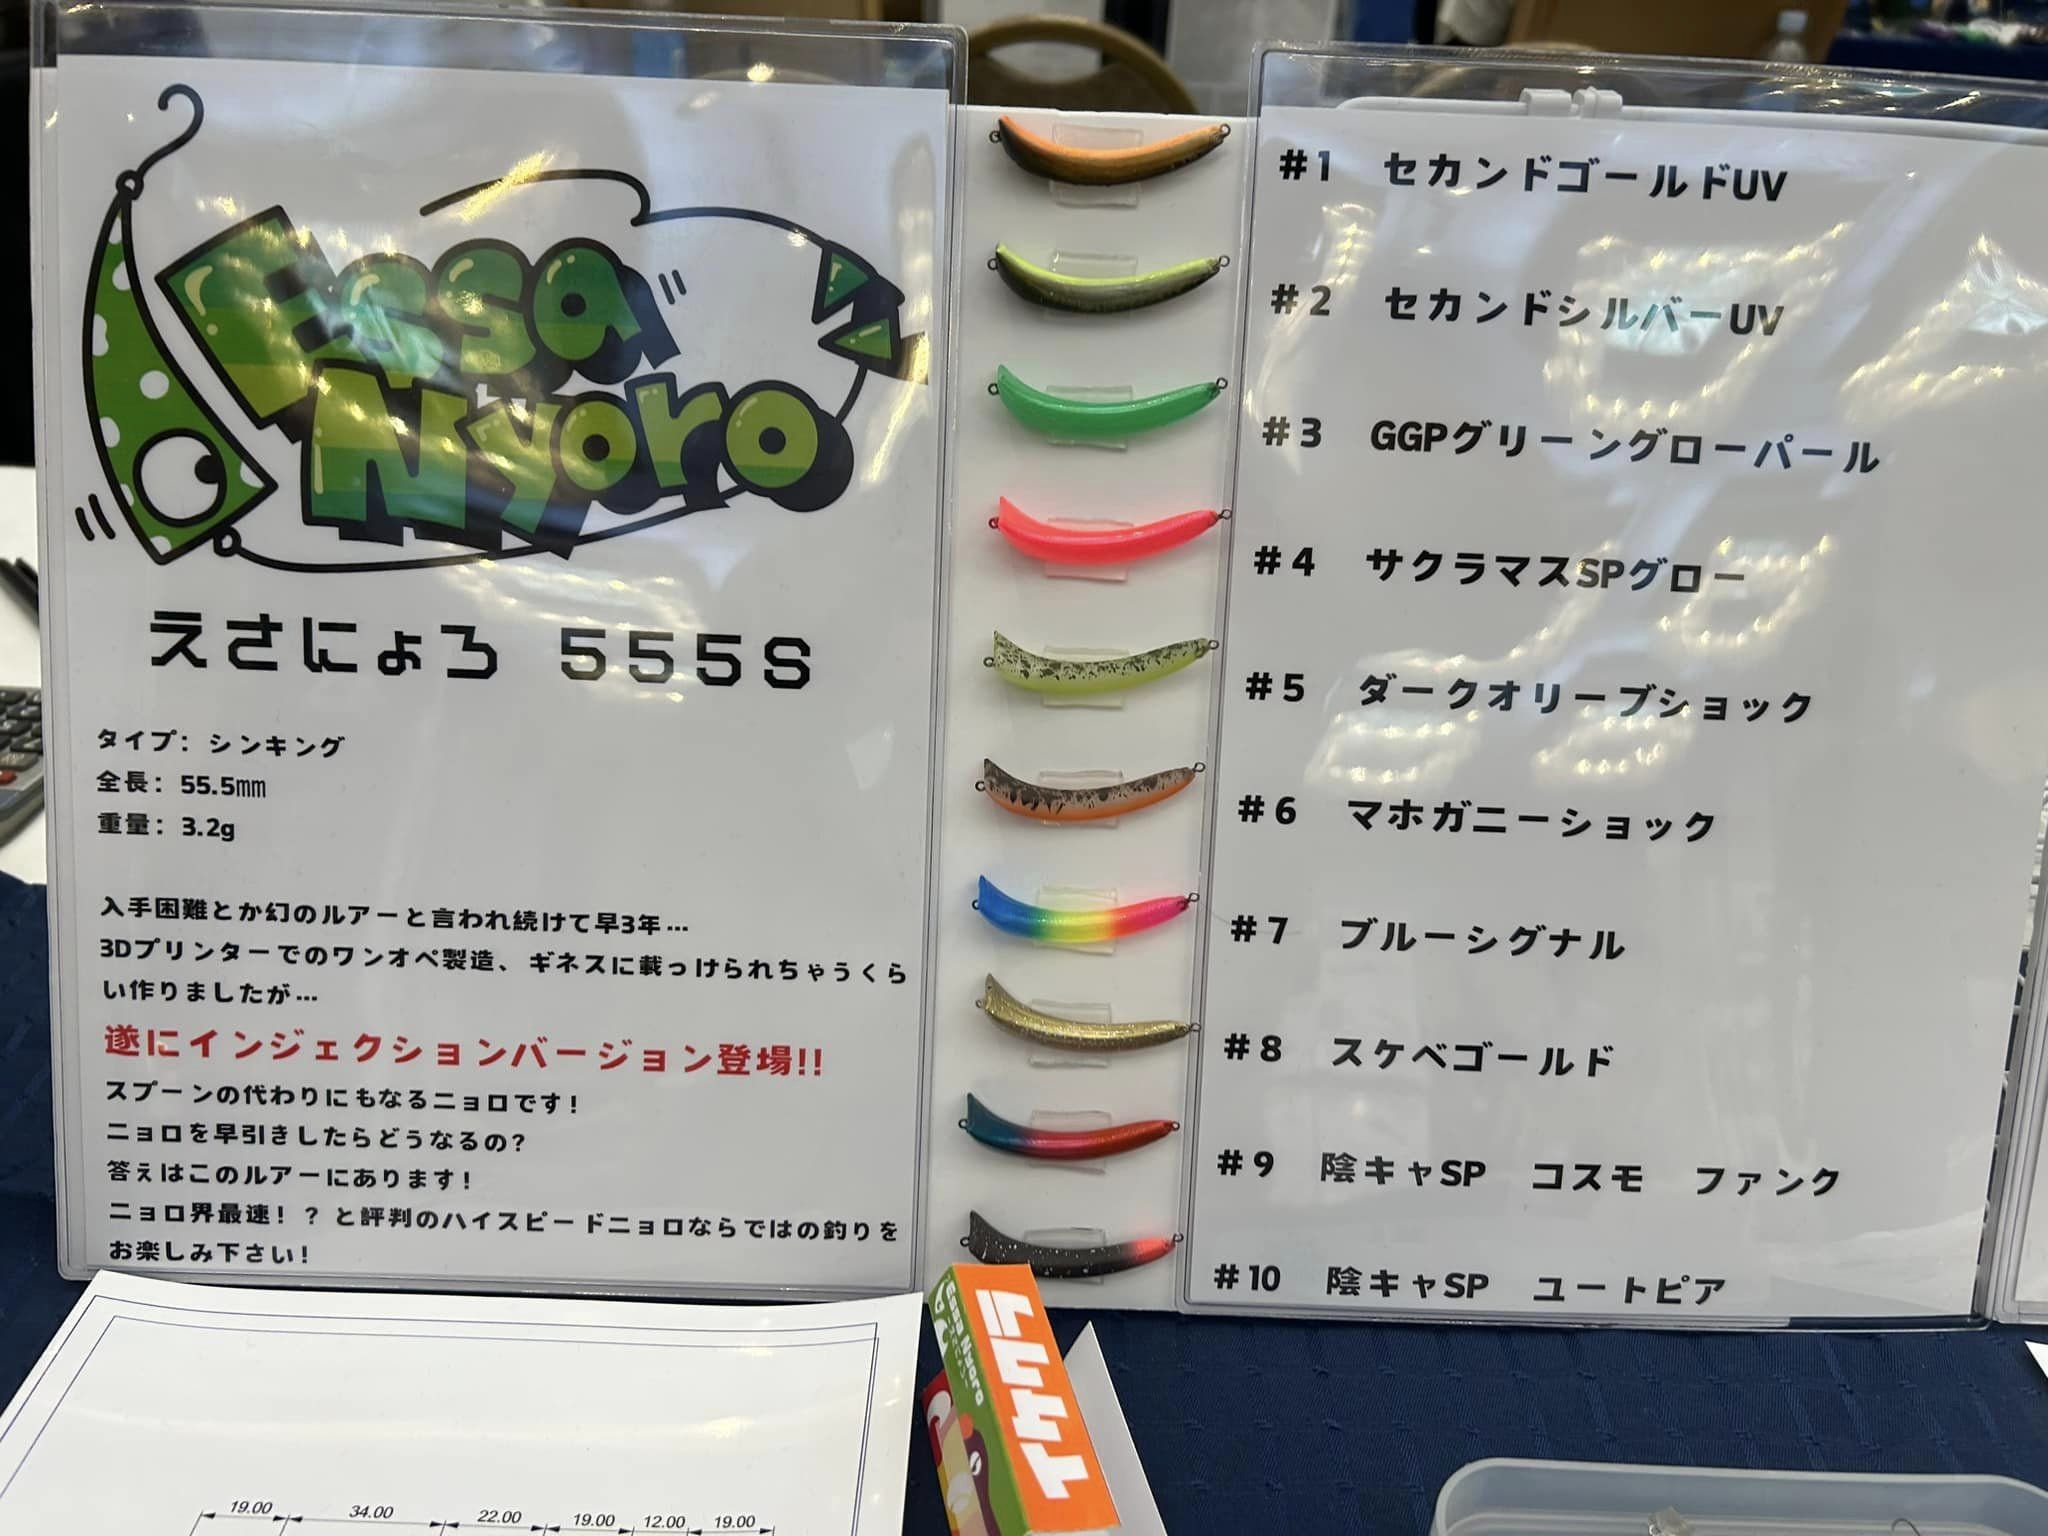 Essa
Nyoro
えさにょろ 555S
タイプ：シンキング
全長：55.5㎜
重量：3.2g
入手困難とか幻のルアーと言われ続けて早3年…
3Dプリンターでのワンオペ製造、ギネスに載っけられちゃうくら
い作りましたが…
遂にインジェクションバージョン登場!!
スプーンの代わりにもなるニョロです！
ニョロを早引きしたらどうなるの？
答えはこのルアーにあります！
ニョロ界最速！？と評判のハイスピードニョロならではの釣りを
お楽しみ下さい！
#1 セカンドゴールドUV
#2 セカンドシルバーUV
#3 GGPグリーングローパール
#4 サクラマスSPグロー
#5 ダークオリーブショック
#6 マホガニーショック
#7 ブルーシグナル
#8 スケベゴールド
#9 陰キャSP コスモ ファンク
#10 陰キャSP ユートピア
Essa Nyoro
イケクラ
19.00 34.00 22.00 19.00 12.00 19.00